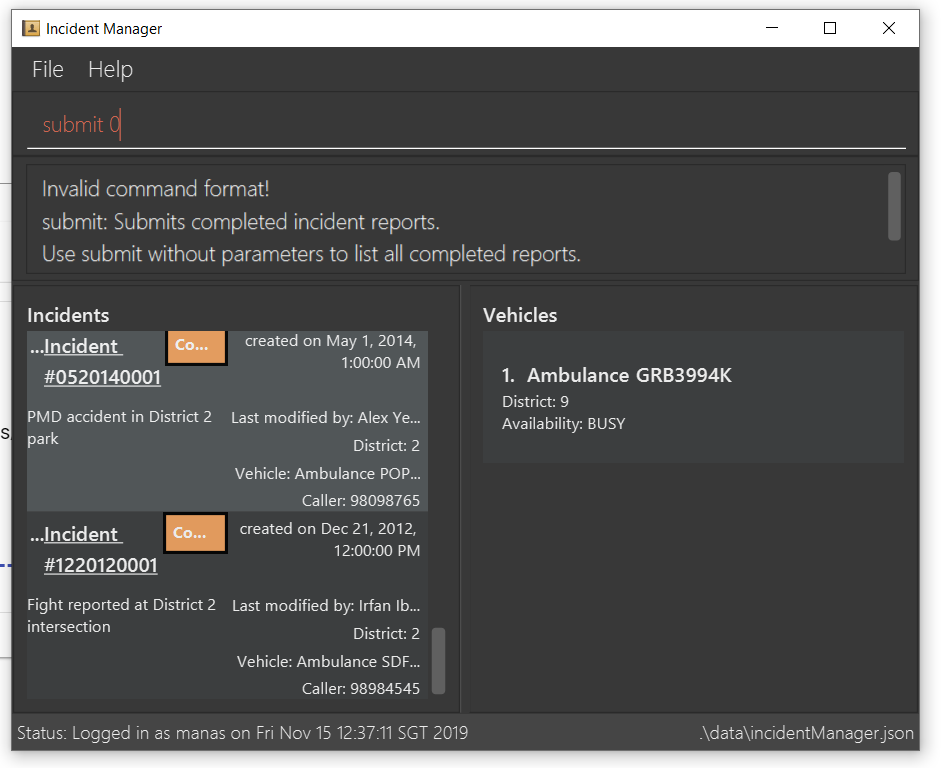 Incident Manager
File Help
submit 0
Invalid command format!
submit: Submits completed incident reports.
Use submit without parameters to list all completed reports.
Incidents
...Incident
#0520140001
Co...
created on May 1, 2014,
1:00:00 AM
PMD accident in District 2
park
Last modified by: Alex Ye...
District: 2
Vehicle: Ambulance POP...
Caller: 98098765
...Incident
#1220120001
Co...
created on Dec 21, 2012,
12:00:00 PM
Fight reported at District 2
intersection
Last modified by: Irfan Ib...
District: 2
Vehicle: Ambulance SDF...
Caller: 98984545
Vehicles
1. Ambulance GRB3994K
District: 9
Availability: BUSY
Status: Logged in as manas on Fri Nov 15 12:37:11 SGT 2019
.\data\incidentManager.json